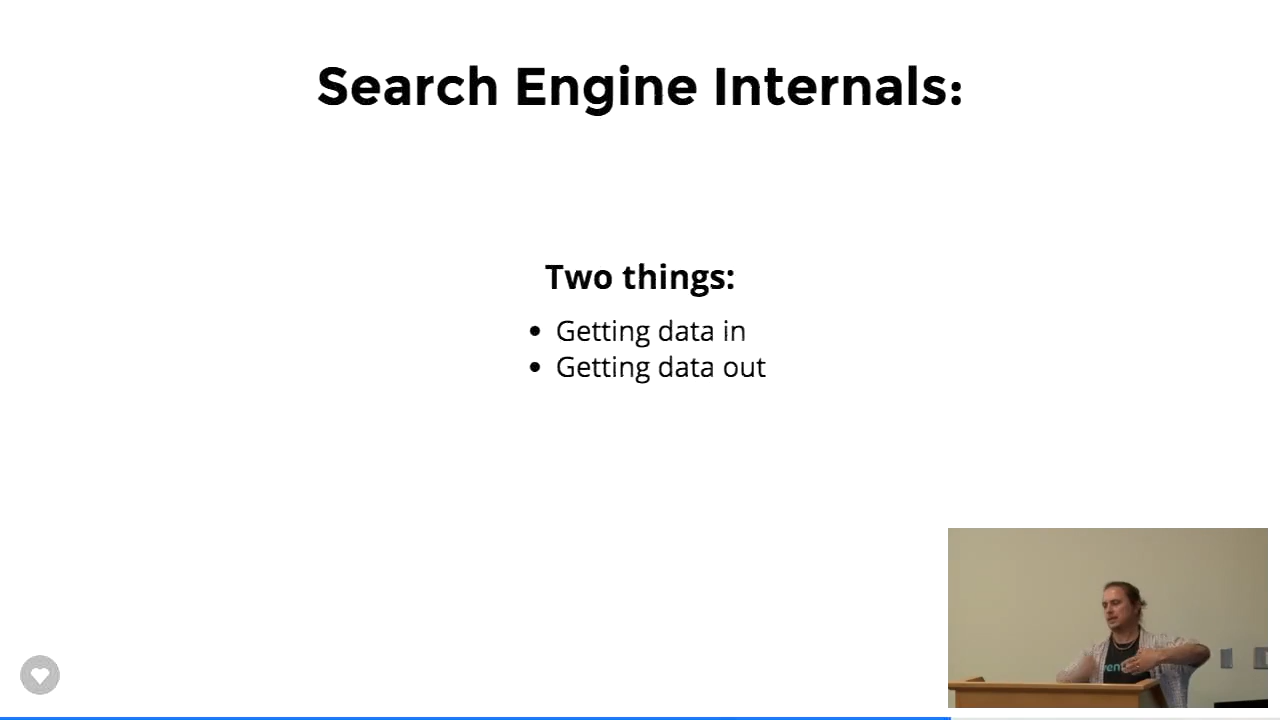 Search Engine Internals:
Two things:
• Getting data in
• Getting data out